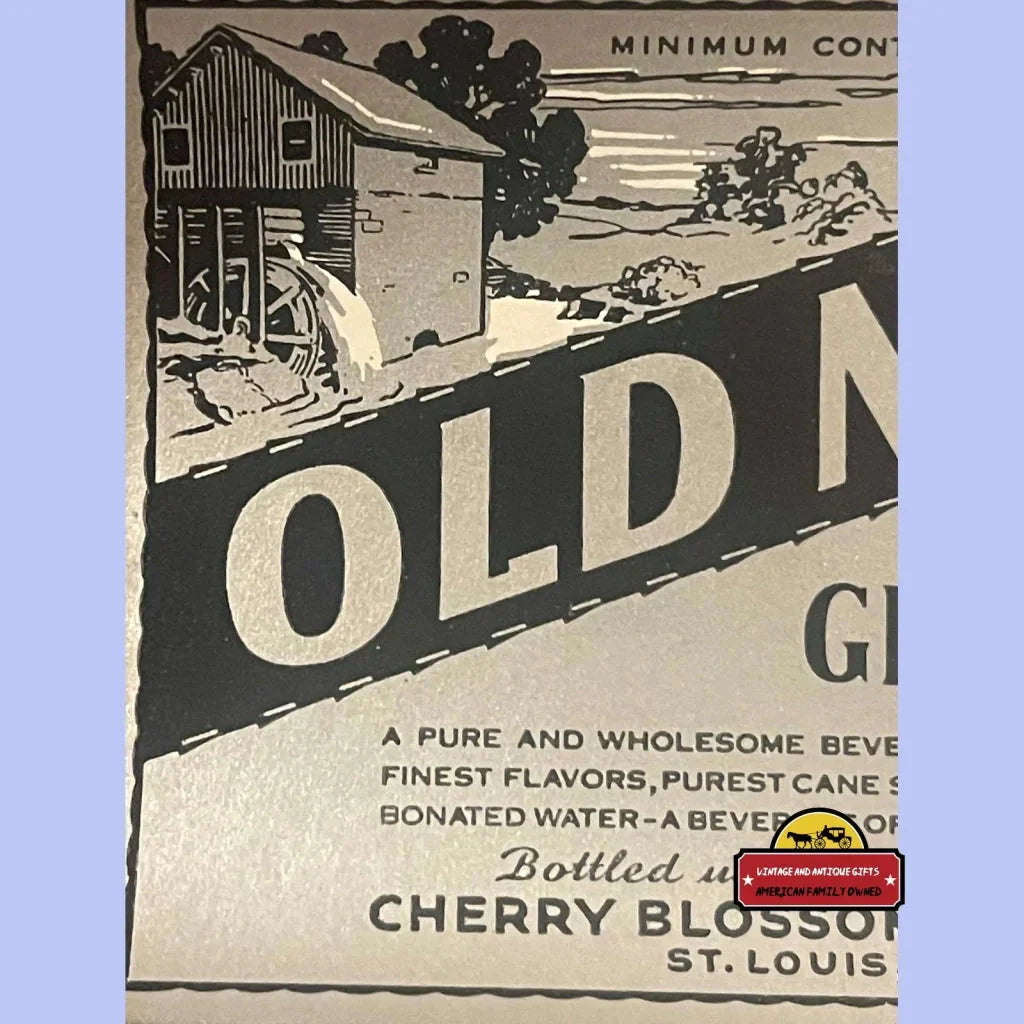 MINIMUM CONT
OLD
GI
A PURE AND WHOLESOME BEVE
FINEST FLAVORS, PUREST CANE S
BONATED WATER-A BEVER
Bottled u
CHERRY BLOSSOM
ST. LOUIS
VINTAGE AND ANTIQUE GIFTS
AMERICAN FAMILY OWNED